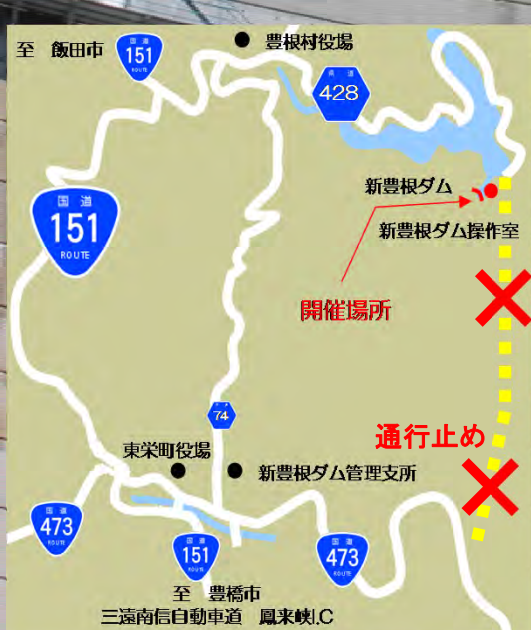 至 飯田市
国道
151
ROUTE
豊根村役場
県道
428
新豊根ダム
新豊根ダム操作室
国道
151
ROUTE
開催場所
通行止め
74
東栄町役場
新豊根ダム管理支所
国道
473
ROUTE
国道
151
ROUTE
国道
473
ROUTE
至 豊橋市
三遠南信自動車道 鳳来峡I.C